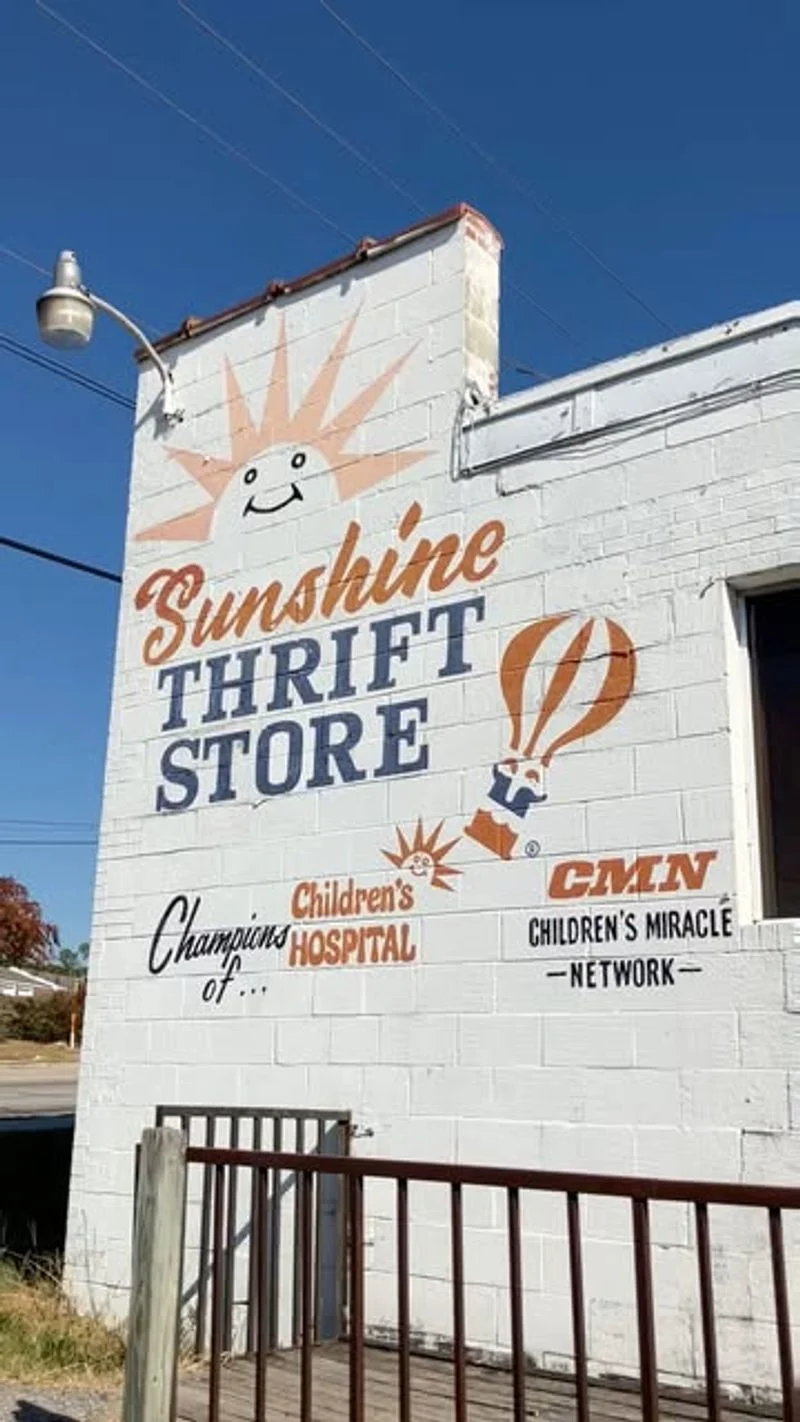 Sunshine
THRIFT
STORE
®
Champions
of...
Children's
HOSPITAL
CMN
CHILDREN'S MIRACLE
-NETWORK-